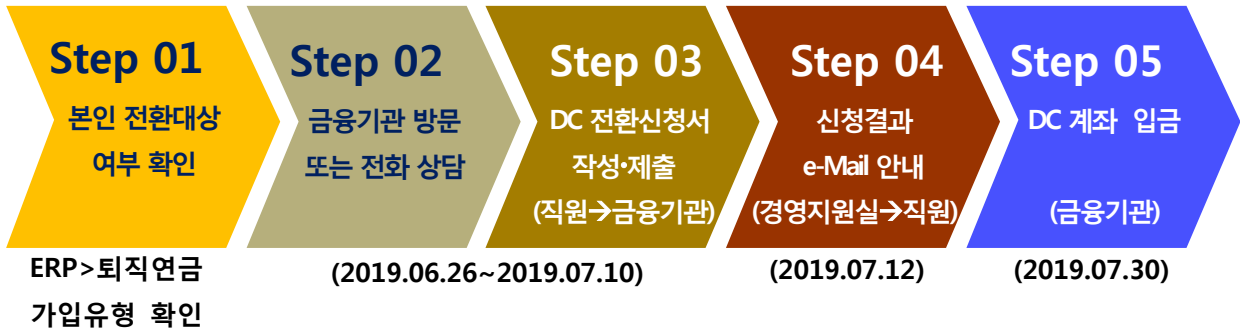 Step 01
본인 전환대상
여부 확인
Step 02
금융기관 방문
또는 전화 상담
Step 03
DC 전환신청서
작성·제출
(직원→금융기관)
Step 04
신청결과
e-Mail 안내
(경영지원실→직원)
Step 05
DC 계좌 입금
(금융기관)
ERP>퇴직연금
가입유형 확인
(2019.06.26~2019.07.10)
(2019.07.12)
(2019.07.30)